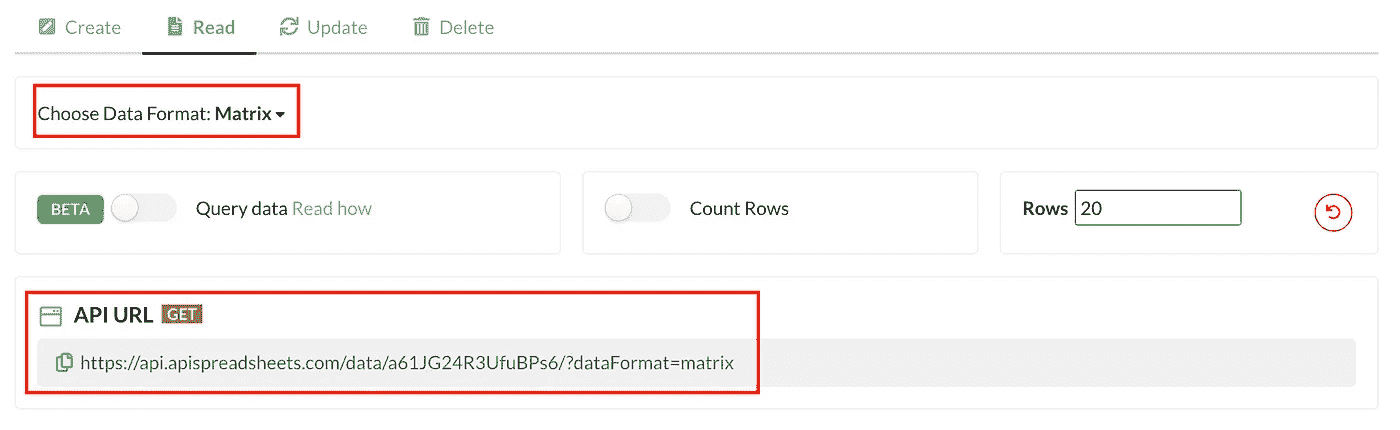 Create Read Update Delete
Choose Data Format: Matrix
BETA Query data Read how Count Rows Rows 20
API URL GET
https://api.apispreadsheets.com/data/a61JG24R3UfuBPs6/?dataFormat=matrix